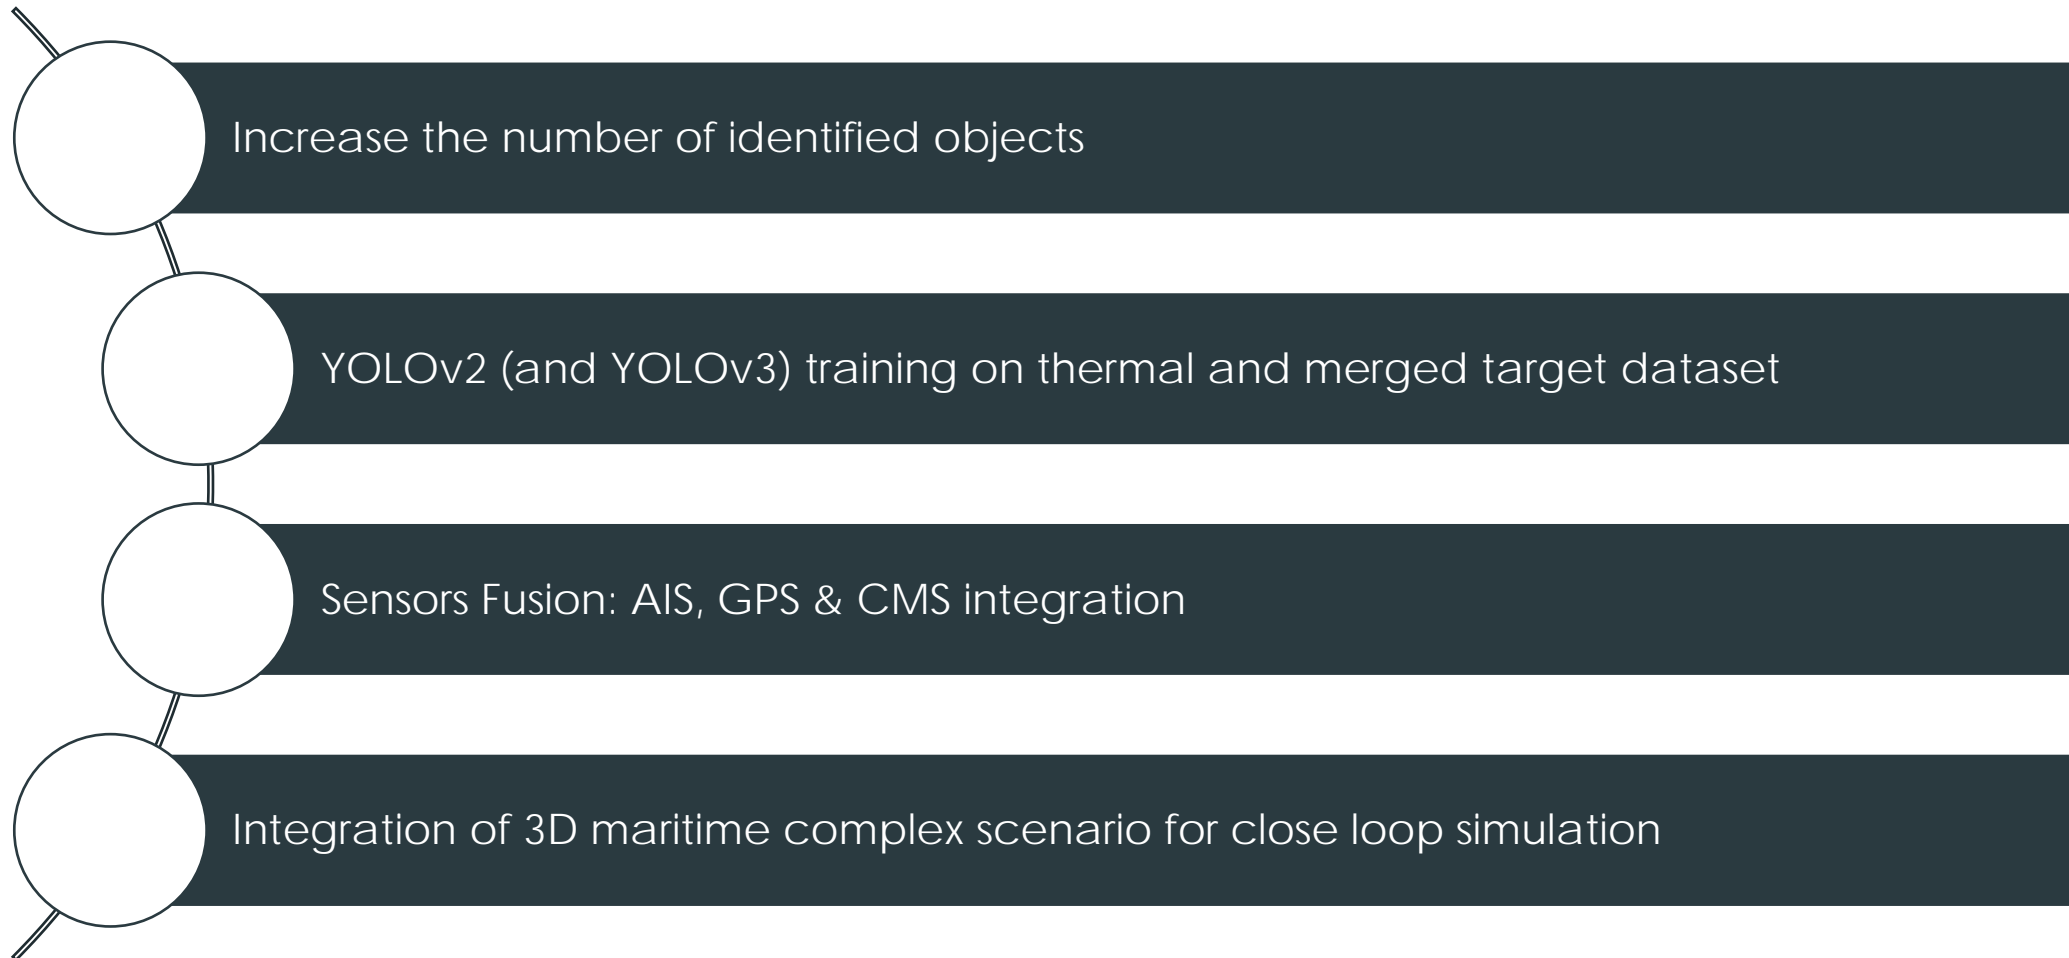 Increase the number of identified objects
YOLOv2 (and YOLOv3) training on thermal and merged target dataset
Sensors Fusion: AIS, GPS & CMS integration
Integration of 3D maritime complex scenario for close loop simulation